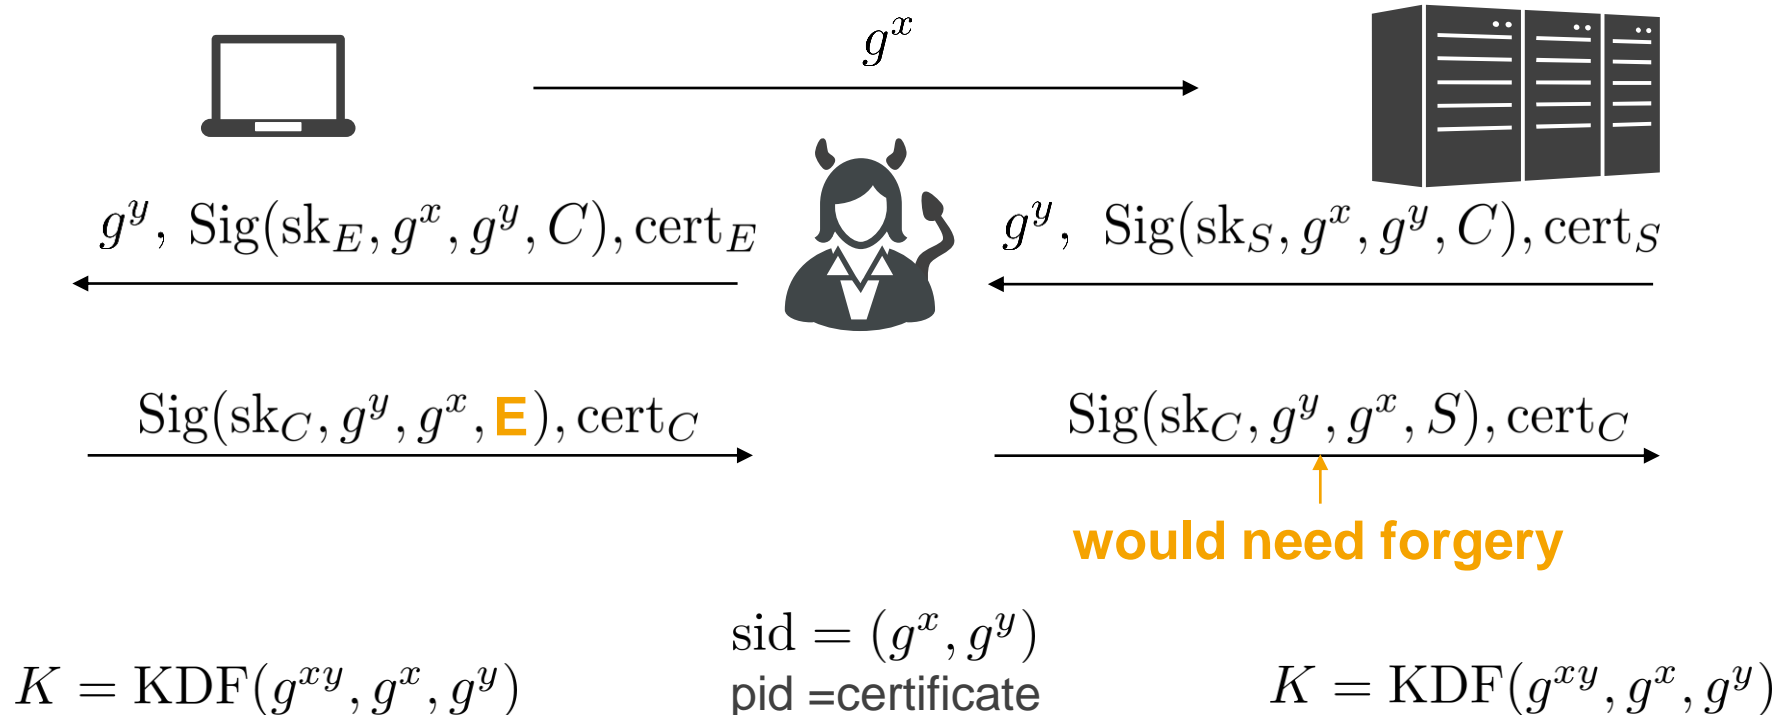 g^x
g^y, Sig(sk_E, g^x, g^y, C), cert_E
g^y, Sig(sk_S, g^x, g^y, C), cert_S
Sig(sk_C, g^y, g^x, E), cert_C
Sig(sk_C, g^y, g^x, S), cert_C
would need forgery
sid = (g^x, g^y)
K = KDF(g^{xy}, g^x, g^y)
pid =certificate
K = KDF(g^{xy}, g^x, g^y)